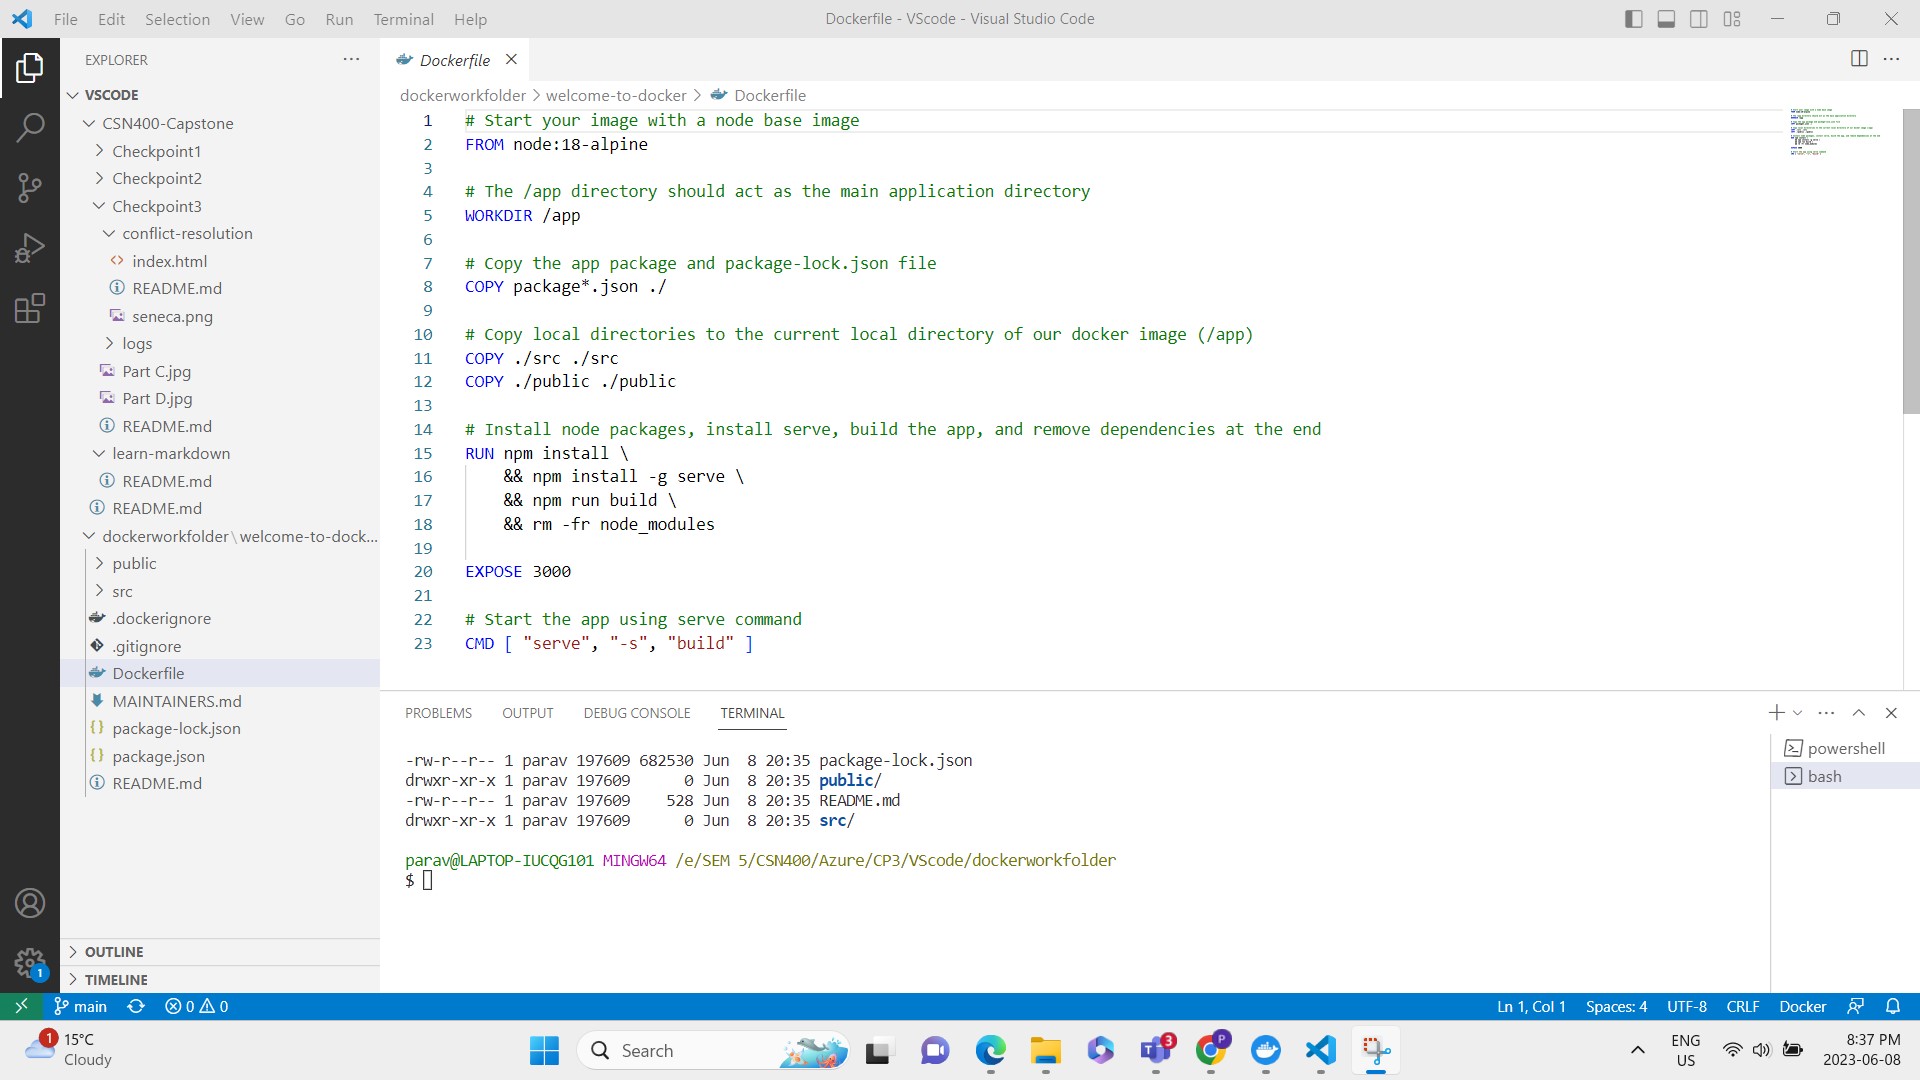 File Edit Selection View Go Run Terminal Help
Dockerfile - VScode - Visual Studio Code
EXPLORER
VSCODE
CSN400-Capstone
Checkpoint1
Checkpoint2
Checkpoint3
conflict-resolution
index.html
README.md
seneca.png
logs
Part C.jpg
Part D.jpg
README.md
learn-markdown
README.md
README.md
dockerworkfolder\welcome-to-dock...
public
src
.dockerignore
.gitignore
Dockerfile
MAINTAINERS.md
package-lock.json
package.json
README.md
OUTLINE
TIMELINE
Dockerfile
dockerworkfolder > welcome-to-docker > Dockerfile
1 # Start your image with a node base image
2 FROM node:18-alpine
3
4 # The /app directory should act as the main application directory
5 WORKDIR /app
6
7 # Copy the app package and package-lock.json file
8 COPY package*.json ./
9
10 # Copy local directories to the current local directory of our docker image (/app)
11 COPY ./src ./src
12 COPY ./public ./public
13
14 # Install node packages, install serve, build the app, and remove dependencies at the end
15 RUN npm install \
16 && npm install -g serve \
17 && npm run build \
18 && rm -fr node_modules
19
20 EXPOSE 3000
21
22 # Start the app using serve command
23 CMD [ "serve", "-s", "build" ]
PROBLEMS OUTPUT DEBUG CONSOLE TERMINAL
-rw-r--r-- 1 parav 197609 682530 Jun  8 20:35 package-lock.json
drwxr-xr-x 1 parav 197609      0 Jun  8 20:35 public/
-rw-r--r-- 1 parav 197609    528 Jun  8 20:35 README.md
drwxr-xr-x 1 parav 197609      0 Jun  8 20:35 src/
parav@LAPTOP-IUCQG101 MINGW64 /e/SEM 5/CSN400/Azure/CP3/VScode/dockerworkfolder
$
powershell
bash
1
main 0 0
Ln 1, Col 1 Spaces: 4 UTF-8 CRLF Docker
1
15°C
Cloudy
Search
3
P
ENG
US
8:37 PM
2023-06-08